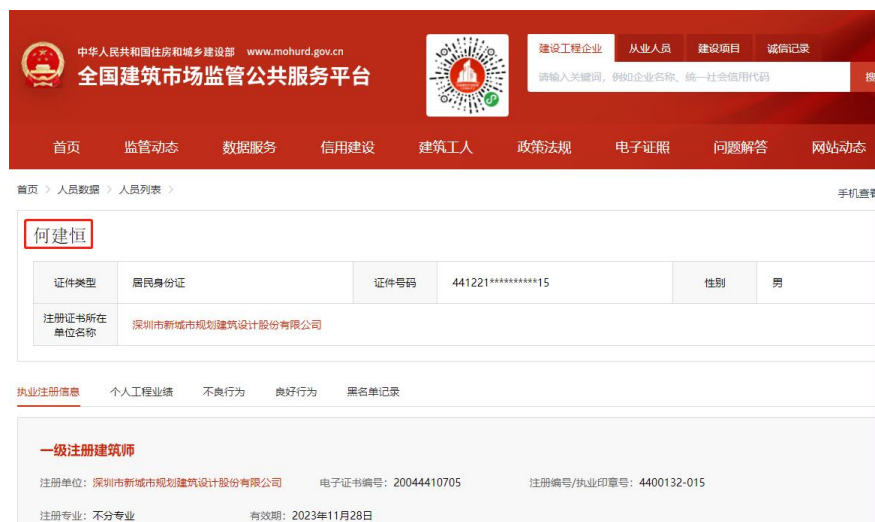 中华人民共和国住房和城乡建设部 www.mohurd.gov.cn
全国建筑市场监管公共服务平台
建设工程企业 从业人员 建设项目 诚信记录
请输入关键词，例如企业名称、统一社会信用代码 搜
首页 监管动态 数据服务 信用建设 建筑工人 政策法规 电子证照 问题解答 网站动态
首页 > 人员数据 > 人员列表 >
手机查看
何建恒
证件类型 居民身份证 证件号码 441221**********15 性别 男
注册证书所在
单位名称
深圳市新城市规划建筑设计股份有限公司
执业注册信息 个人工程业绩 不良行为 良好行为 黑名单记录
一级注册建筑师
注册单位：深圳市新城市规划建筑设计股份有限公司 电子证书编号：20044410705 注册编号/执业印章号：4400132-015
注册专业：不分专业 有效期：2023年11月28日